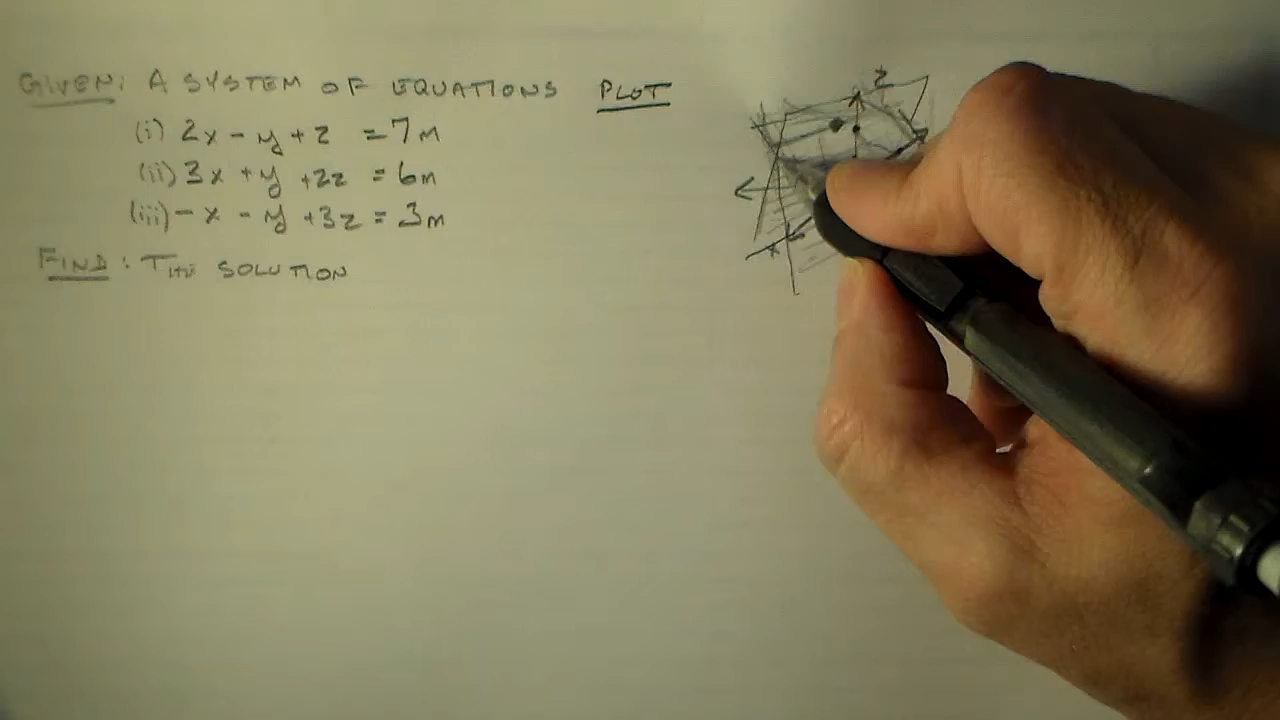 GIVEN: A SYSTEM OF EQUATIONS PLOT
(i) 2x - y + z = 7m
(ii) 3x + y + 2z = 6m
(iii) - x - y + 3z = 3m
FIND: THE SOLUTION
z
x